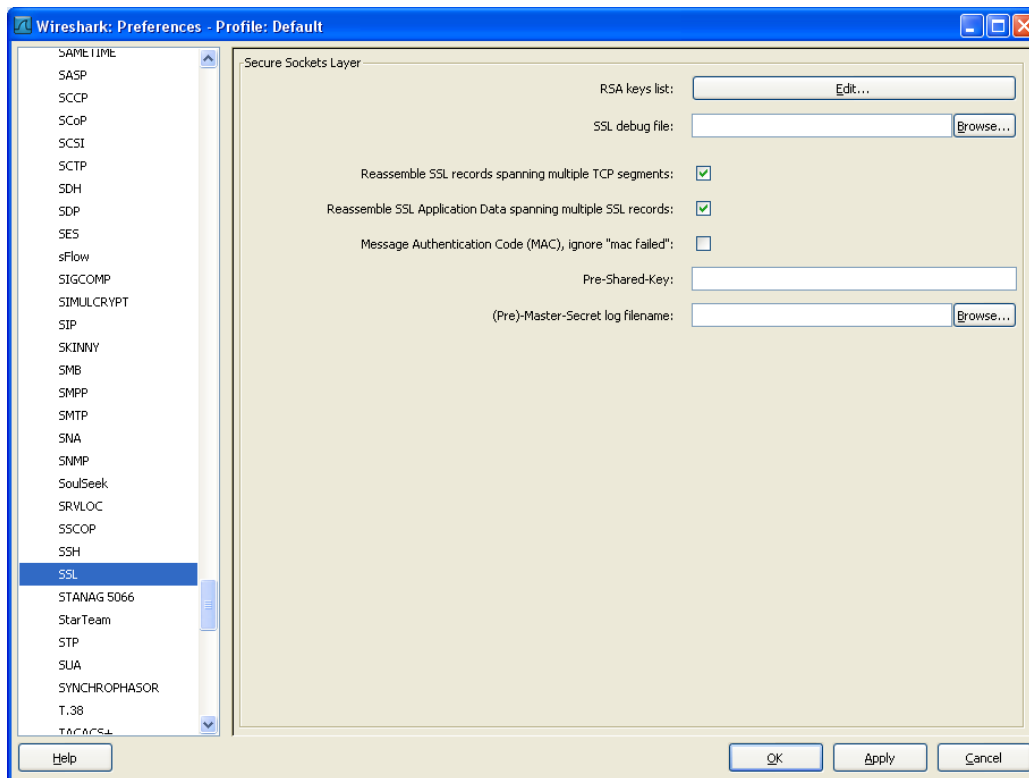 Wireshark: Preferences - Profile: Default
SAMETIME
SASP
SCCP
SCoP
SCSI
SCTP
SDH
SDP
SES
sFlow
SIGCOMP
SIMULCRYPT
SIP
SKINNY
SMB
SMPP
SMTP
SNA
SNMP
SoulSeek
SRVLOC
SSCOP
SSH
SSL
STANAG 5066
StarTeam
STP
SUA
SYNCHROPHASOR
T.38
TACACS+
Secure Sockets Layer
RSA keys list: Edit...
SSL debug file: Browse...
Reassemble SSL records spanning multiple TCP segments:
Reassemble SSL Application Data spanning multiple SSL records:
Message Authentication Code (MAC), ignore "mac failed":
Pre-Shared-Key:
(Pre)-Master-Secret log filename: Browse...
Help OK Apply Cancel